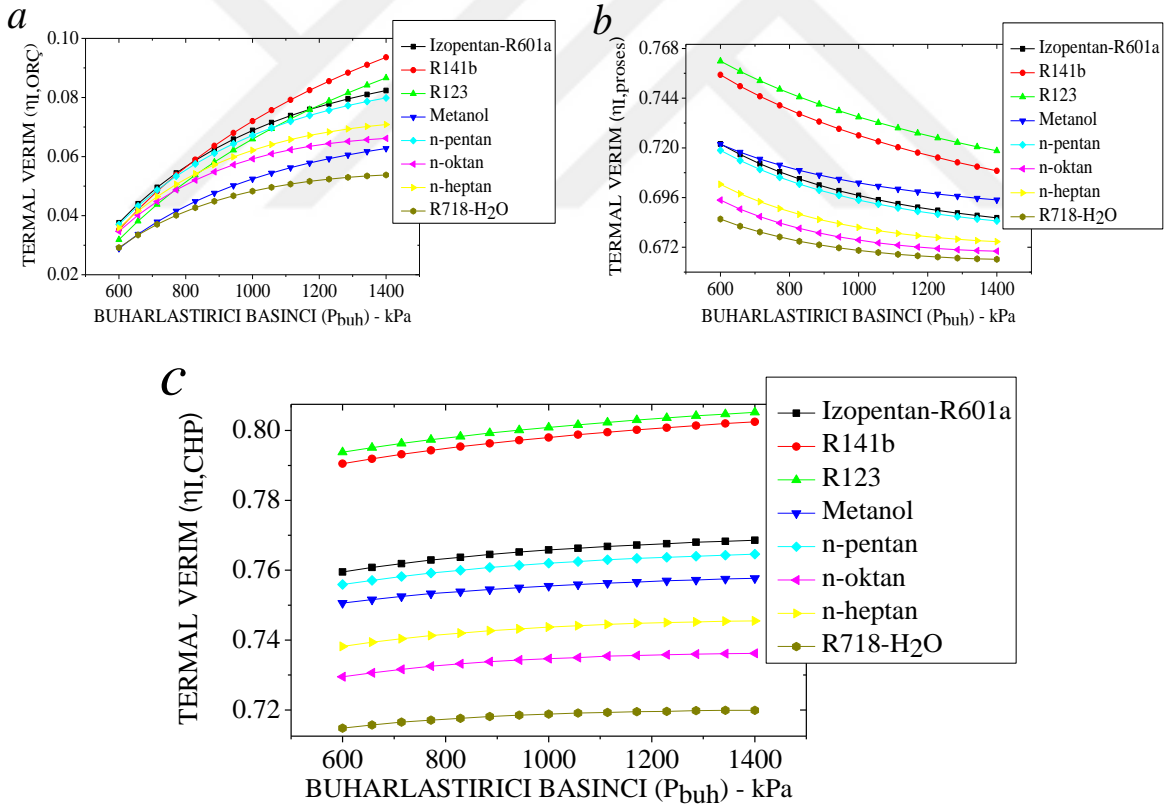 a
TERMAL VERIM (ηI,ORÇ)
0.10
0.08
0.06
0.04
0.02
600 800 1000 1200 1400
BUHARLASTIRICI BASINCI (Pbuh) - kPa
Izopentan-R601a
R141b
R123
Metanol
n-pentan
n-oktan
n-heptan
R718-H2O
b
TERMAL VERIM (ηI,proses)
0.768
0.744
0.720
0.696
0.672
600 800 1000 1200 1400
BUHARLASTIRICI BASINCI (Pbuh) - kPa
Izopentan-R601a
R141b
R123
Metanol
n-pentan
n-oktan
n-heptan
R718-H2O
c
TERMAL VERIM (ηI,CHP)
0.80
0.78
0.76
0.74
0.72
600 800 1000 1200 1400
BUHARLASTIRICI BASINCI (Pbuh) - kPa
Izopentan-R601a
R141b
R123
Metanol
n-pentan
n-oktan
n-heptan
R718-H2O